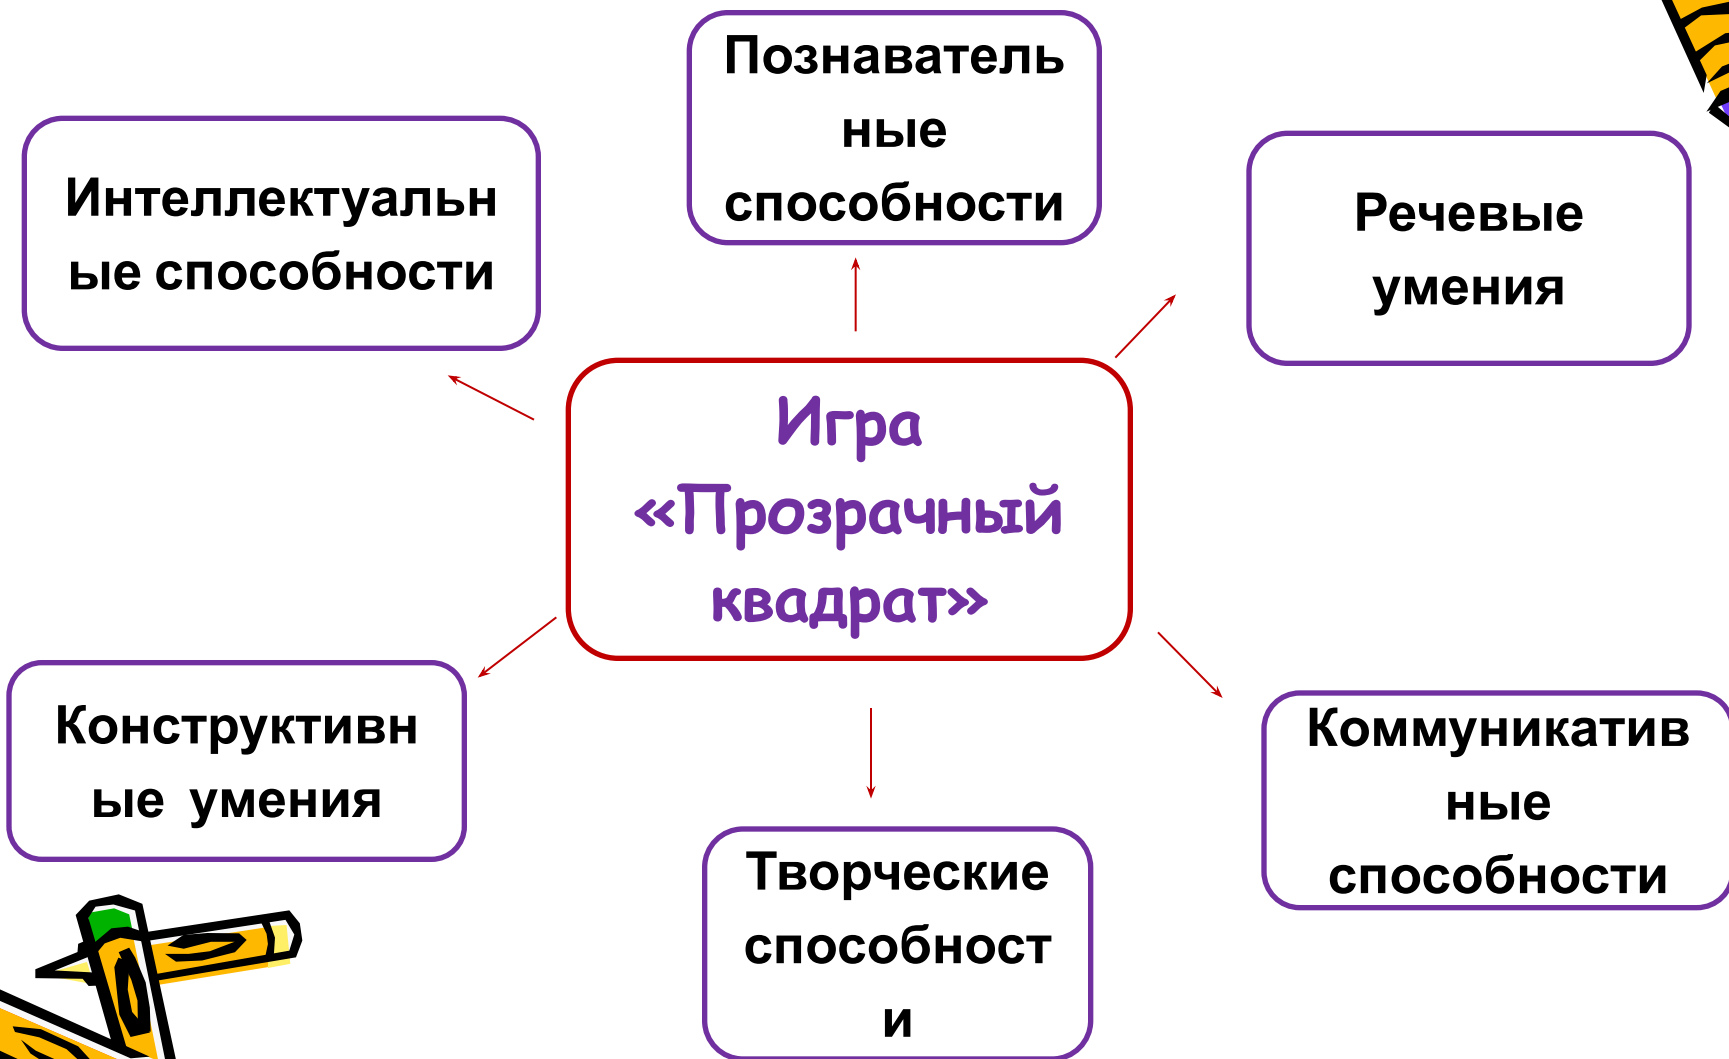 Познаватель
ные
способности
Интеллектуальн
ые способности
Речевые
умения
Игра
«Прозрачный
квадрат»
Конструктивн
ые умения
Коммуникатив
ные
способности
Творческие
способност
и